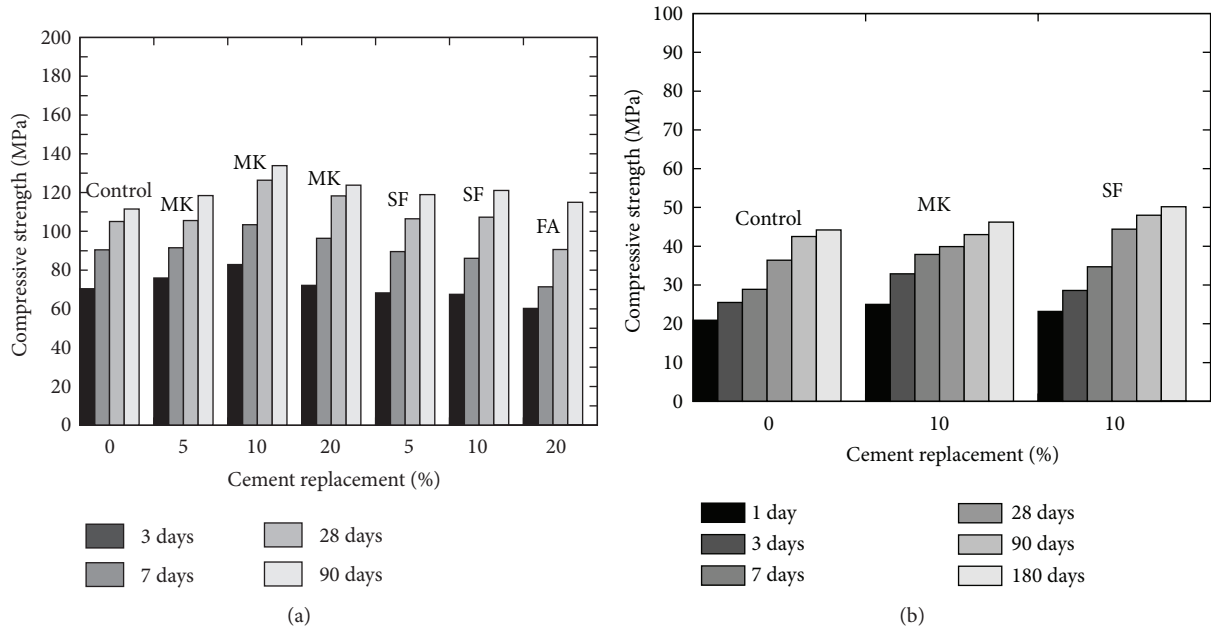 200
180
160
140
120
100
80
60
40
20
0
Compressive strength (MPa)
Control
MK
MK
MK
SF
SF
FA
0 5 10 20 5 10 20
Cement replacement (%)
3 days 28 days
7 days 90 days
(a)
100
90
80
70
60
50
40
30
20
10
0
Compressive strength (MPa)
Control
MK
SF
0 10 10
Cement replacement (%)
1 day 28 days
3 days 90 days
7 days 180 days
(b)